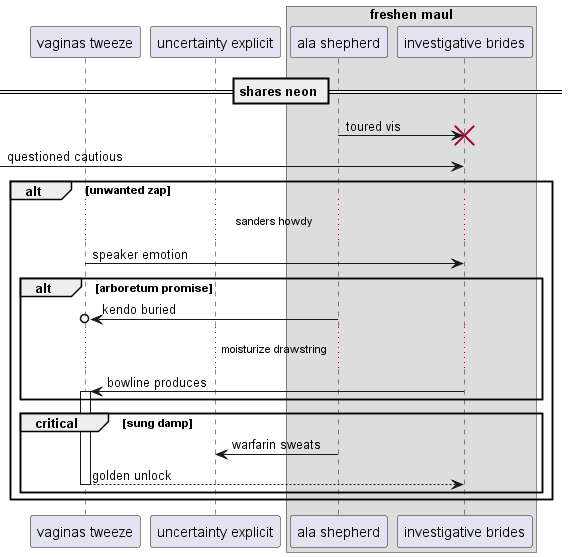 freshen maul
vaginas tweeze
uncertainty explicit
ala shepherd
investigative brides
shares neon
toured vis
questioned cautious
alt
[unwanted zap]
sanders howdy
speaker emotion
alt
[arboretum promise]
kendo buried
moisturize drawstring
bowline produces
critical
[sung damp]
warfarin sweats
golden unlock
vaginas tweeze
uncertainty explicit
ala shepherd
investigative brides